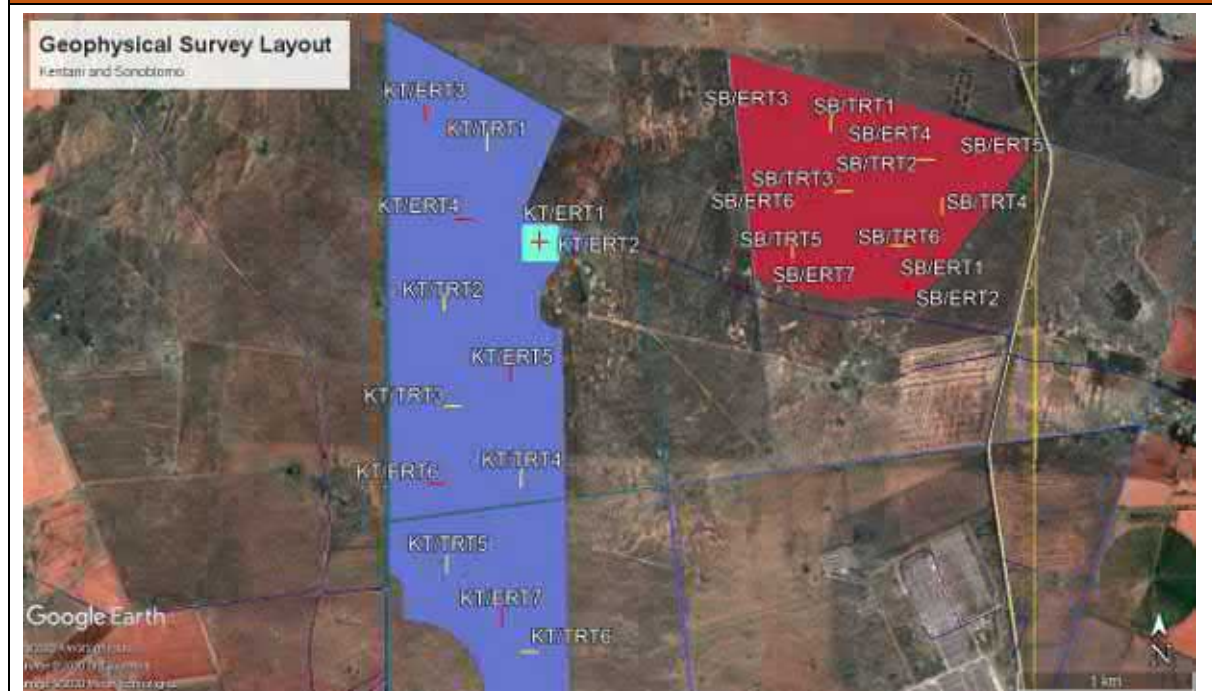 Geophysical Survey Layout
Kentani and Sonoblomo
KT/ERT3
SB/ERT3
SB/TRT1
KT/TRT1
SB/ERT4
SB/ERT5
SB/TRT2
SB/TRT3
KT/ERT4
SB/ERT6
SB/TRT4
KT/ERT1
KT/ERT2
SB/TRT5
SB/TRT6
SB/ERT7
SB/ERT1
KT/TRT2
SB/ERT2
KT/ERT5
KT/TRT3
KT/TRT4
KT/ERT6
KT/TRT5
KT/ERT7
Google Earth
KT/TRT6
N
1 km